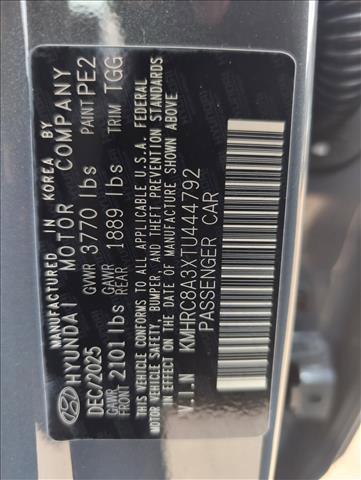 MANUFACTURED IN KOREA BY
HYUNDAI MOTOR COMPANY
DEC/2025 GVWR 3770 lbs PAINT PE2
GAWR FRONT 2101 lbs GAWR REAR 1889 lbs TRIM TGG
THIS VEHICLE CONFORMS TO ALL APPLICABLE U.S.A. FEDERAL
MOTOR VEHICLE SAFETY, BUMPER, AND THEFT PREVENTION STANDARDS
IN EFFECT ON THE DATE OF MANUFACTURE SHOWN ABOVE
V.I.N KMHRC8A3XTU444792
PASSENGER CAR